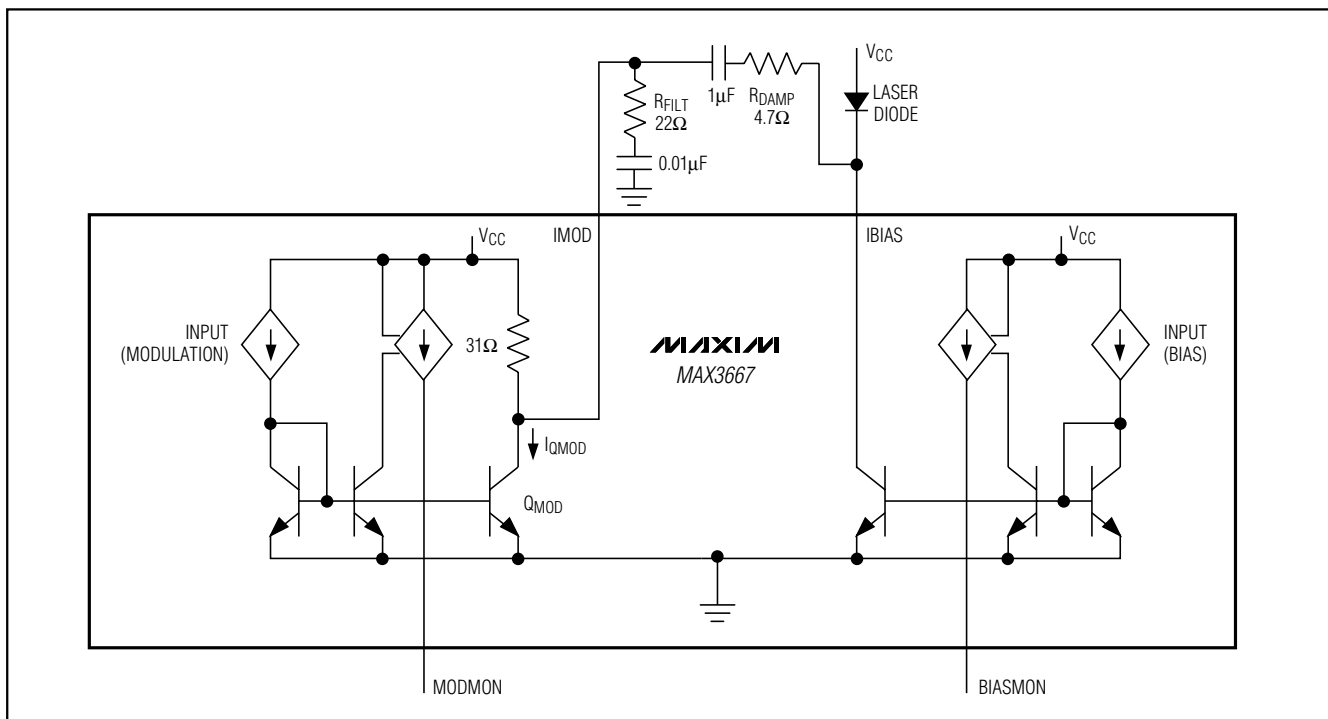 VCC
LASER
DIODE
1µF
RDAMP
4.7Ω
RFILT
22Ω
0.01µF
IMOD
IBIAS
VCC
VCC
INPUT
(MODULATION)
31Ω
MAXIM
MAX3667
INPUT
(BIAS)
IQMOD
QMOD
MODMON
BIASMON